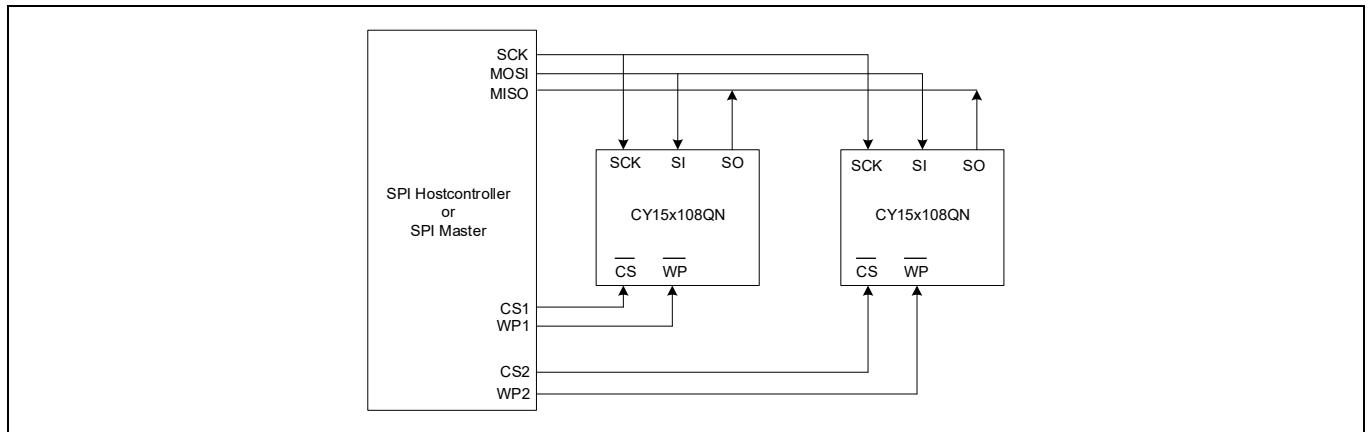 SCK
MOSI
MISO
SPI Hostcontroller
or
SPI Master
CS1
WP1
CS2
WP2
SCK SI SO
CY15x108QN
CS WP
SCK SI SO
CY15x108QN
CS WP